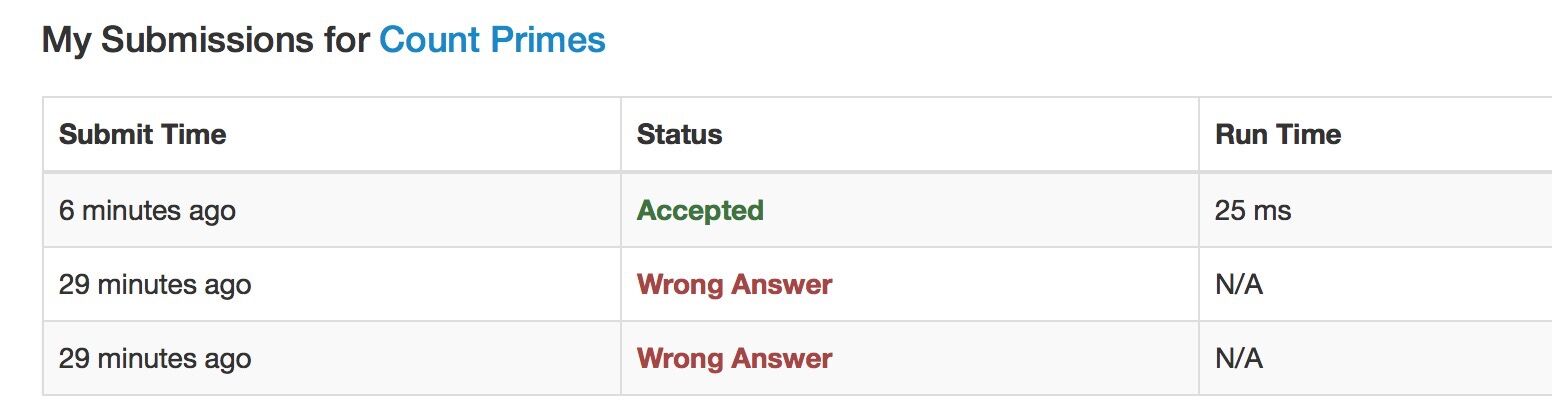 My Submissions for Count Primes
Submit Time Status Run Time
6 minutes ago Accepted 25 ms
29 minutes ago Wrong Answer N/A
29 minutes ago Wrong Answer N/A